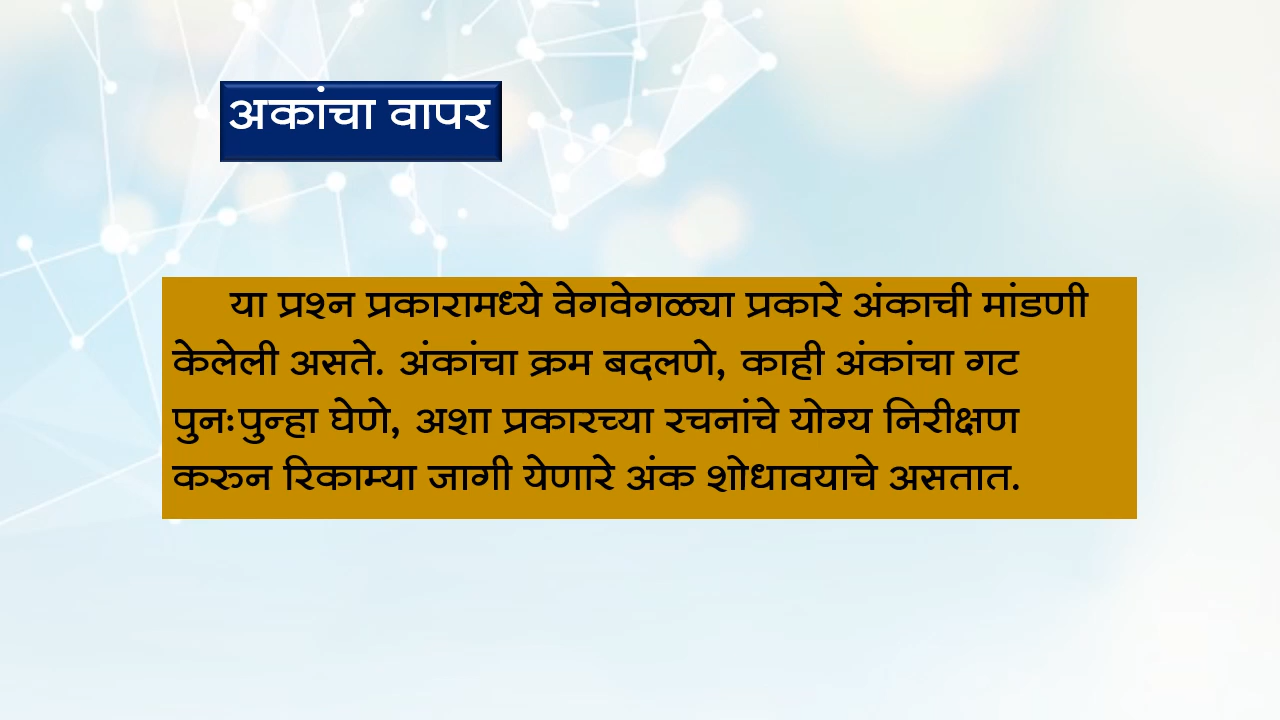 अकांचा वापर
या प्रश्न प्रकारामध्ये वेगवेगळ्या प्रकारे अंकाची मांडणी
केलेली असते. अंकांचा क्रम बदलणे, काही अंकांचा गट
पुनःपुन्हा घेणे, अशा प्रकारच्या रचनांचे योग्य निरीक्षण
करुन रिकाम्या जागी येणारे अंक शोधावयाचे असतात.